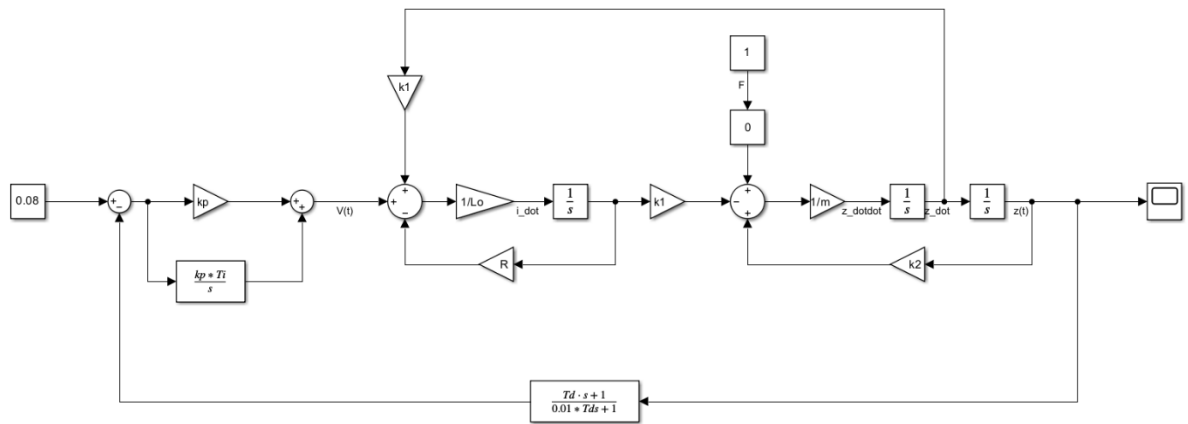 k1
1
F
0
0.08
+
−
kp
+
+
V(t)
+
+
−
1/Lo
i_dot
1
s
k1
+
−
+
1/m
z_dotdot
1
s
z_dot
1
s
z(t)
R
k2
kp * Ti
s
Td · s + 1
0.01 * Tds + 1